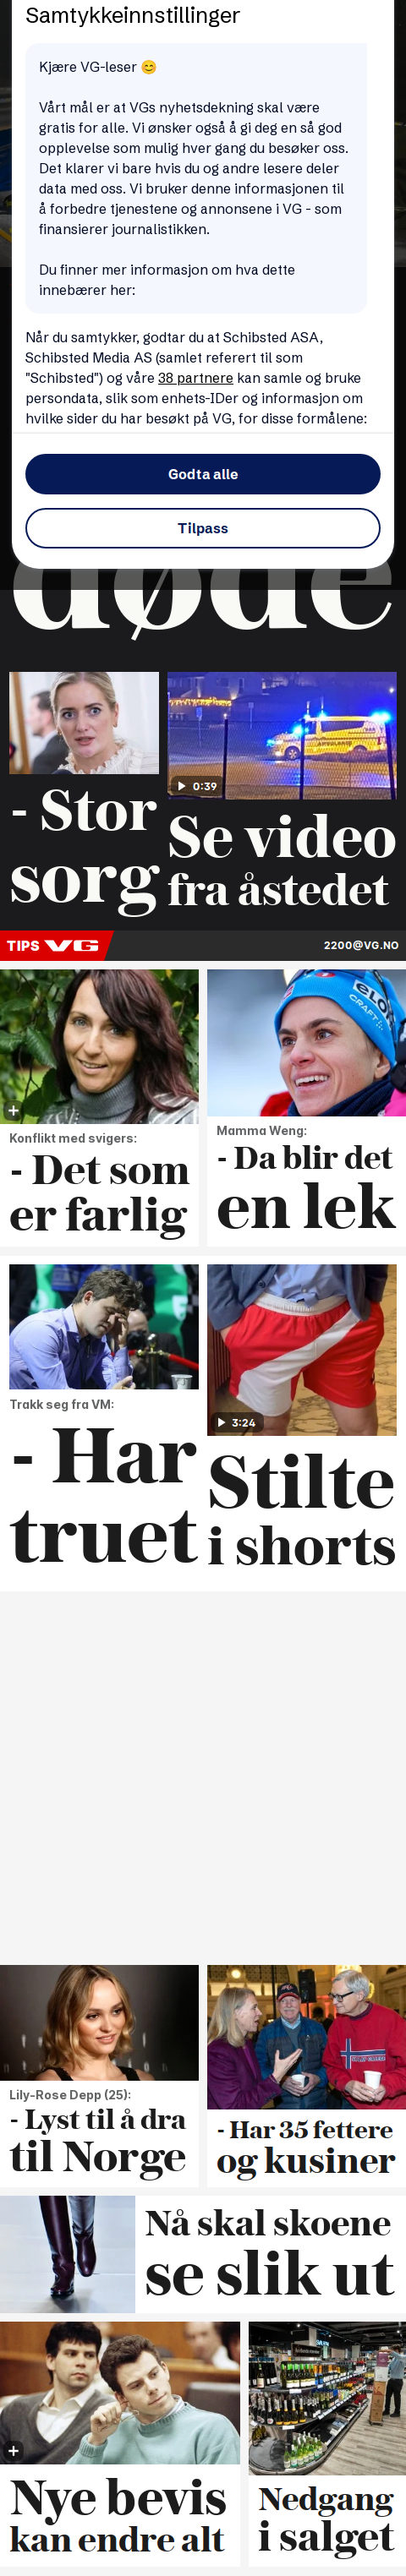 Samtykkeinnstillinger
Kjære VG-leser 😊
Vårt mål er at VGs nyhetsdekning skal være
gratis for alle. Vi ønsker også å gi deg en så god
opplevelse som mulig hver gang du besøker oss.
Det klarer vi bare hvis du og andre lesere deler
data med oss. Vi bruker denne informasjonen til
å forbedre tjenestene og annonsene i VG - som
finansierer journalistikken.
Du finner mer informasjon om hva dette
innebærer her:
Når du samtykker, godtar du at Schibsted ASA,
Schibsted Media AS (samlet referert til som
"Schibsted") og våre 38 partnere kan samle og bruke
persondata, slik som enhets-IDer og informasjon om
hvilke sider du har besøkt på VG, for disse formålene:
Godta alle
Tilpass
døde
0:39
- Stor
sorg
Se video
fra åstedet
TIPS VG
2200@VG.NO
Konflikt med svigers:
- Det som
er farlig
Mamma Weng:
- Da blir det
en lek
Trakk seg fra VM:
- Har
truet
3:24
Stilte
i shorts
Lily-Rose Depp (25):
- Lyst til å dra
til Norge
- Har 35 fettere
og kusiner
Nå skal skoene
se slik ut
Nye bevis
kan endre alt
Nedgang
i salget